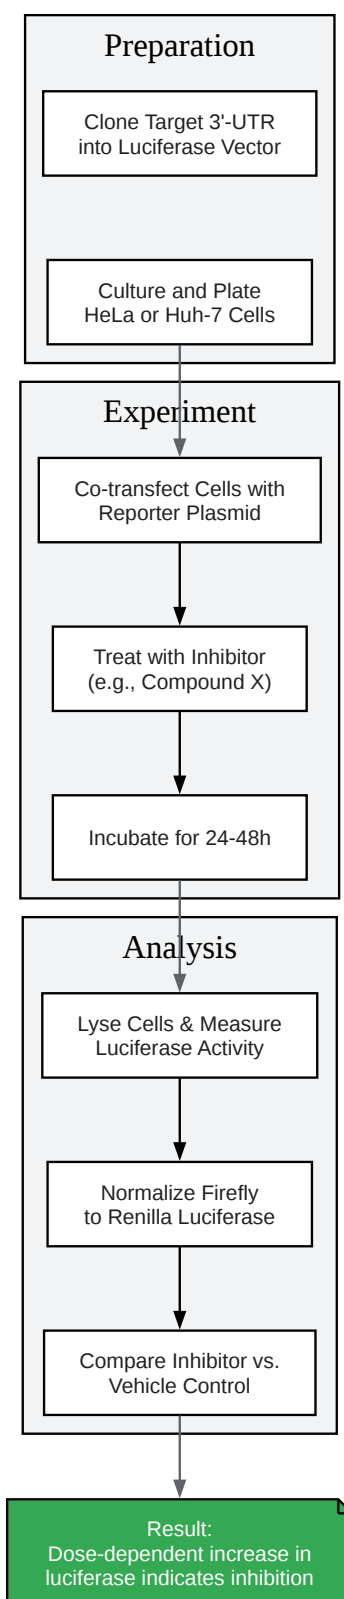 Preparation
Clone Target 3'-UTR
into Luciferase Vector
Culture and Plate
HeLa or Huh-7 Cells
Experiment
Co-transfect Cells with
Reporter Plasmid
Treat with Inhibitor
(e.g., Compound X)
Incubate for 24-48h
Analysis
Lyse Cells & Measure
Luciferase Activity
Normalize Firefly
to Renilla Luciferase
Compare Inhibitor vs.
Vehicle Control
Result:
Dose-dependent increase in
luciferase indicates inhibition